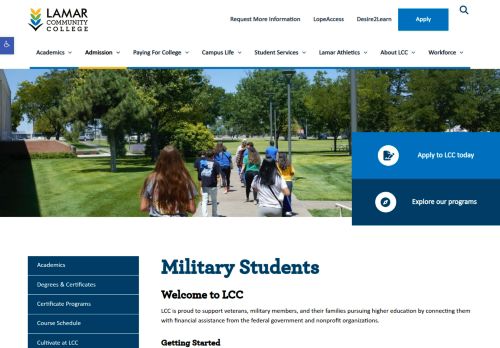 LAMAR
COMMUNITY
COLLEGE
Request More Information LopeAccess Desire2Learn Apply
Academics Admission Paying For College Campus Life Student Services Lamar Athletics About LCC Workforce
Apply to LCC today
Explore our programs
Academics
Degrees & Certificates
Certificate Programs
Course Schedule
Cultivate at LCC
Military Students
Welcome to LCC
LCC is proud to support veterans, military members, and their families pursuing higher education by connecting them
with financial assistance from the federal government and nonprofit organizations.
Getting Started